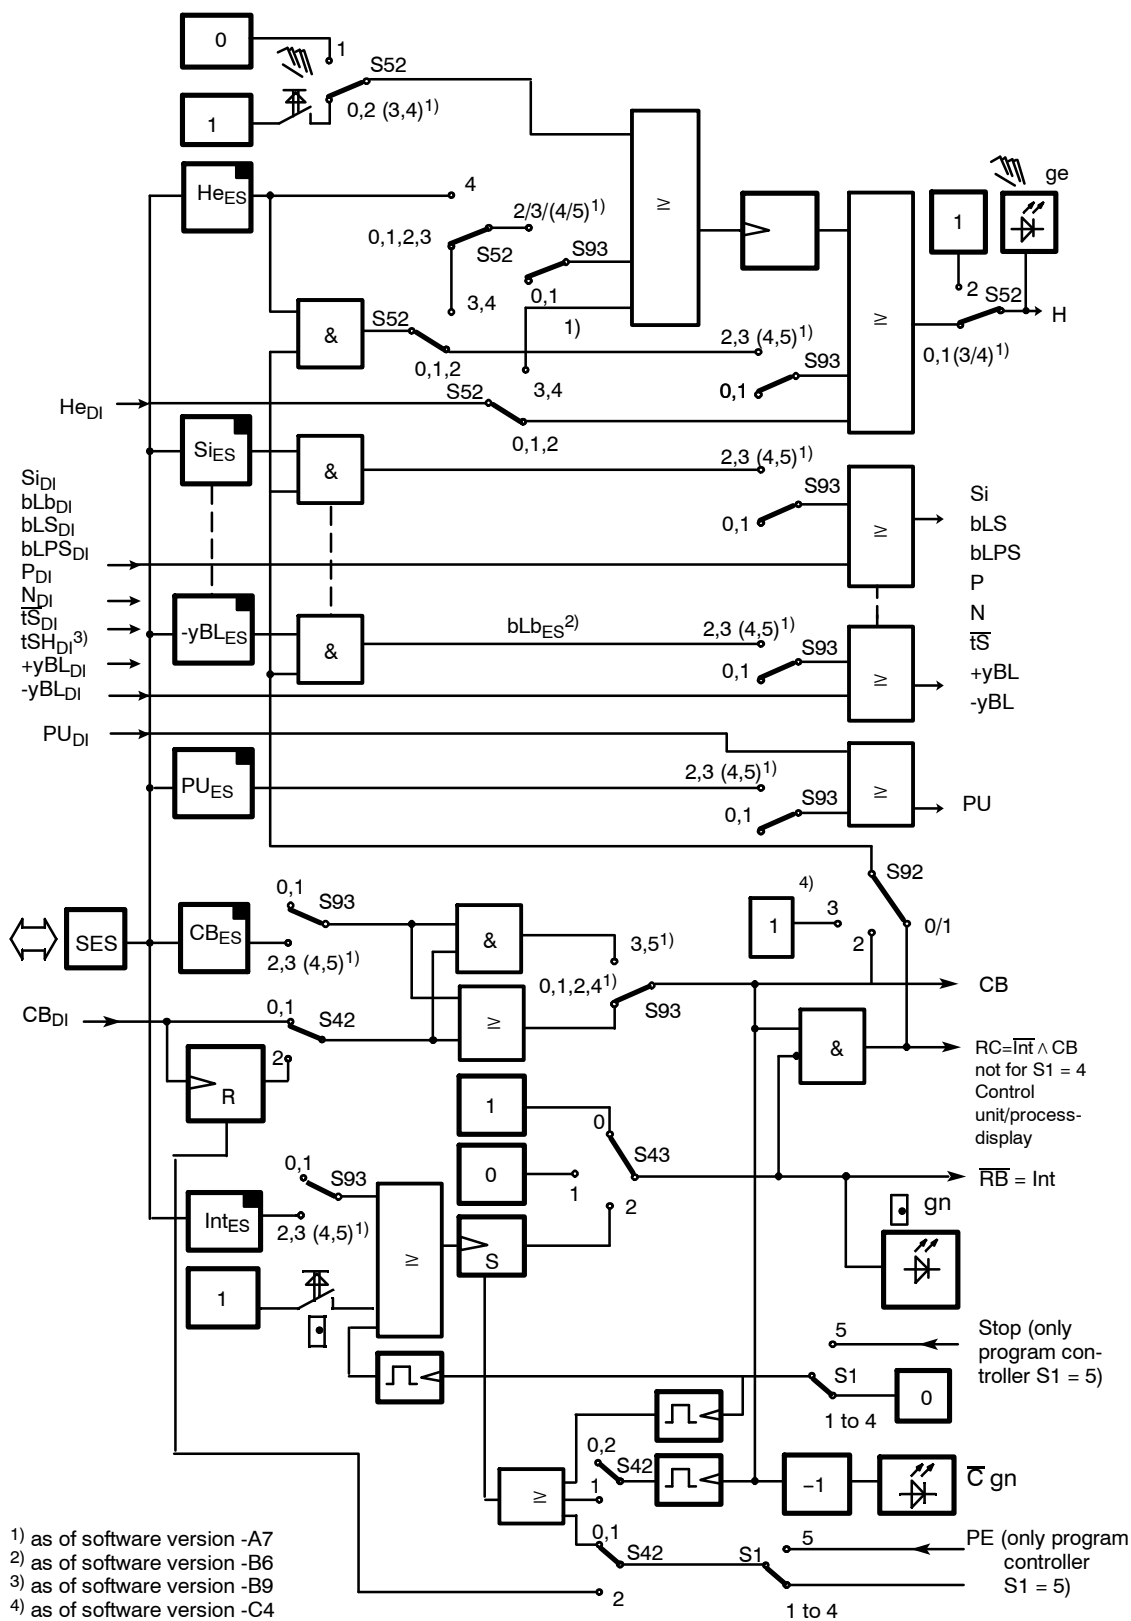 0
1
S52
0,2 (3,4)1)
1
HeES
4
≥
ge
2/3/(4/5)1)
0,1,2,3
S52
S93
1
0,1
2
S52
3,4
H
1)
&
S52
≥
2,3 (4,5)1)
0,1(3/4)1)
0,1,2
S93
3,4
0,1
HeDI
S52
0,1,2
SiES
&
2,3 (4,5)1)
SiDI
bLbDI
bLSDI
bLPSDI
PDI
NDI
tSDI
tSHDI3)
+yBLDI
-yBLDI
S93
0,1
≥
Si
bLS
bLPS
P
N
tS
+yBL
-yBL
-yBLES
&
bLbES2)
2,3 (4,5)1)
S93
0,1
≥
PUDI
PUES
2,3 (4,5)1)
S93
0,1
≥
PU
S92
0,1
S93
4)
1
3
0/1
SES
CBES
&
3,51)
2
2,3 (4,5)1)
0,1,2,41)
CB
S93
CBDI
0,1
S42
≥
&
RC=Int ∧ CB
not for S1 = 4
Control
unit/process-
display
2
R
1
0
S43
0,1
S93
0
1
RB = Int
IntES
2,3 (4,5)1)
2
gn
≥
S
1
5
Stop (only
program con-
troller S1 = 5)
S1
0
1 to 4
0,2
S42
−1
C gn
1
≥
0,1
S42
S1
5
PE (only program
controller
S1 = 5)
2
1 to 4
1) as of software version -A7
2) as of software version -B6
3) as of software version -B9
4) as of software version -C4